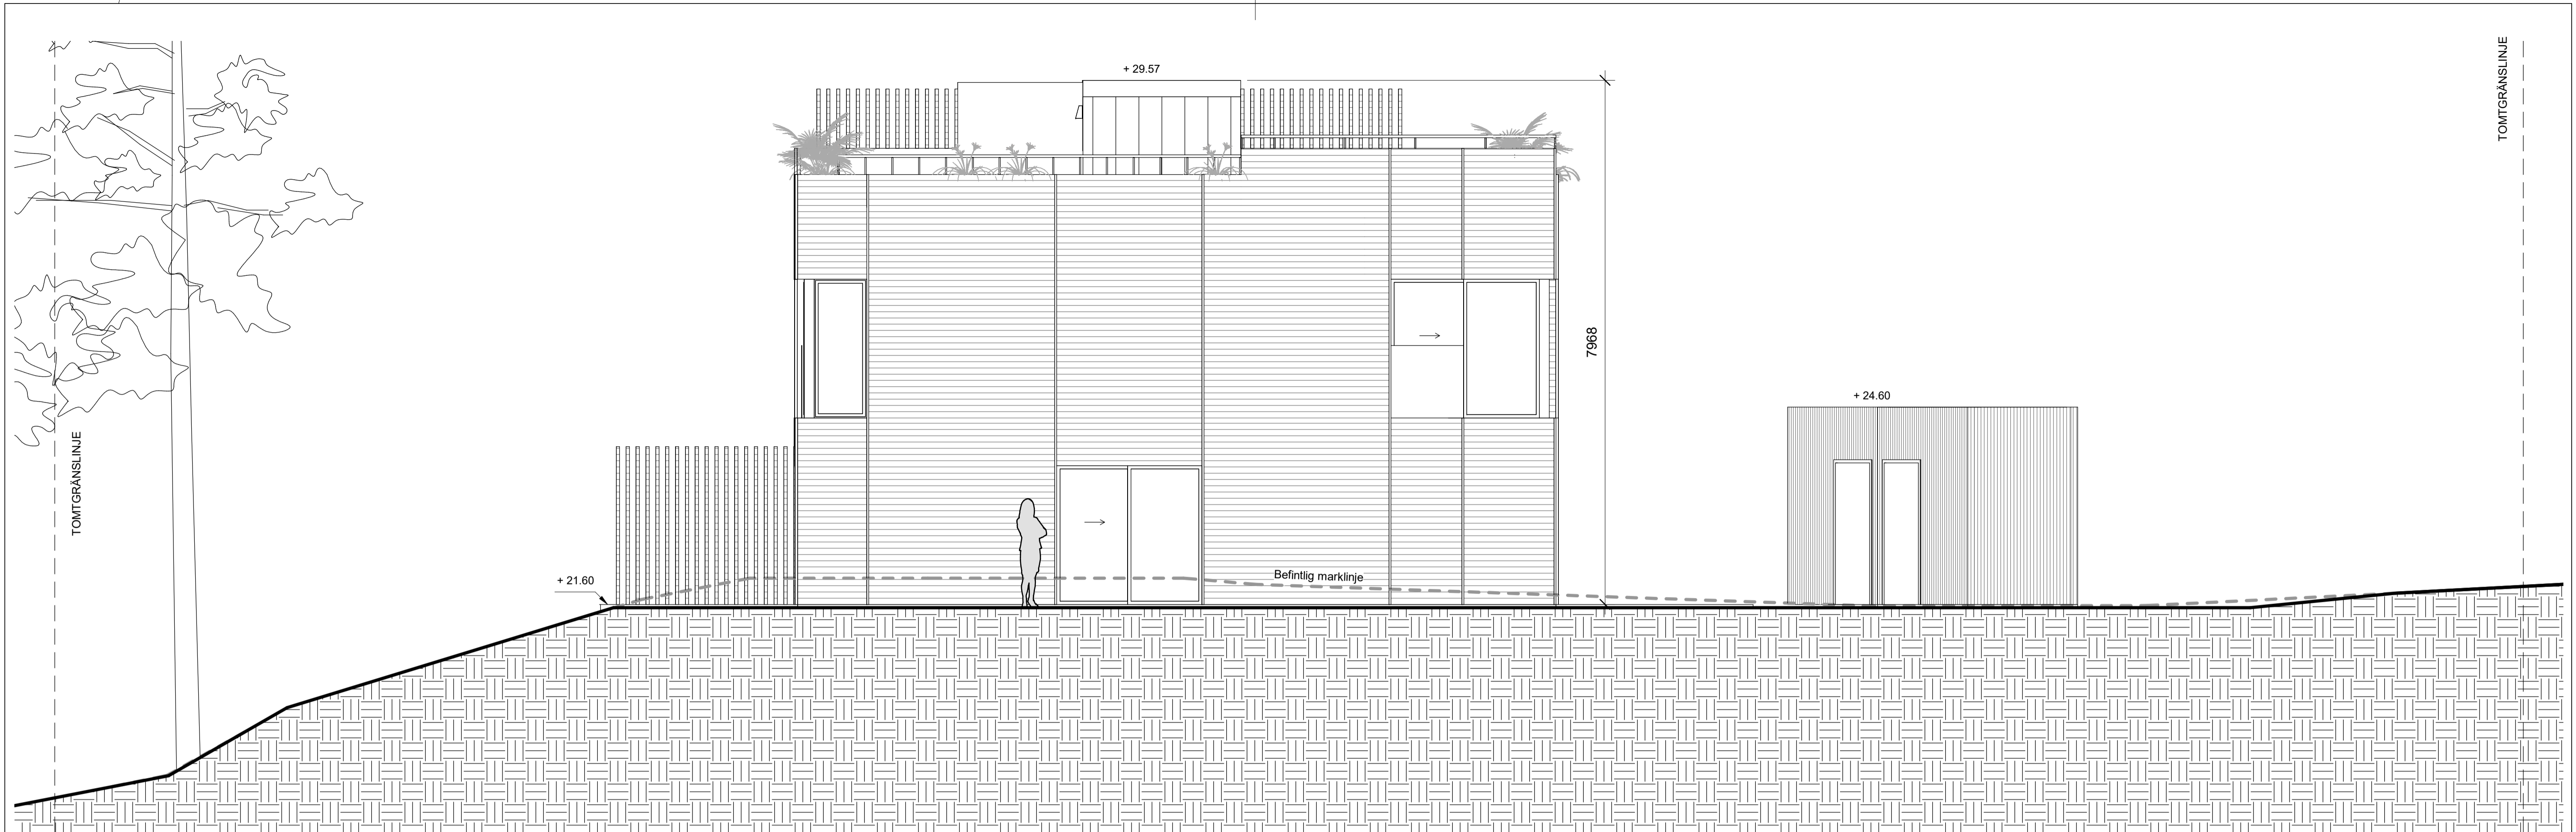 TOMTGRÄNSLINJE
+ 29.57
7968
+ 24.60
TOMTGRÄNSLINJE
+ 21.60
Befintlig marklinje